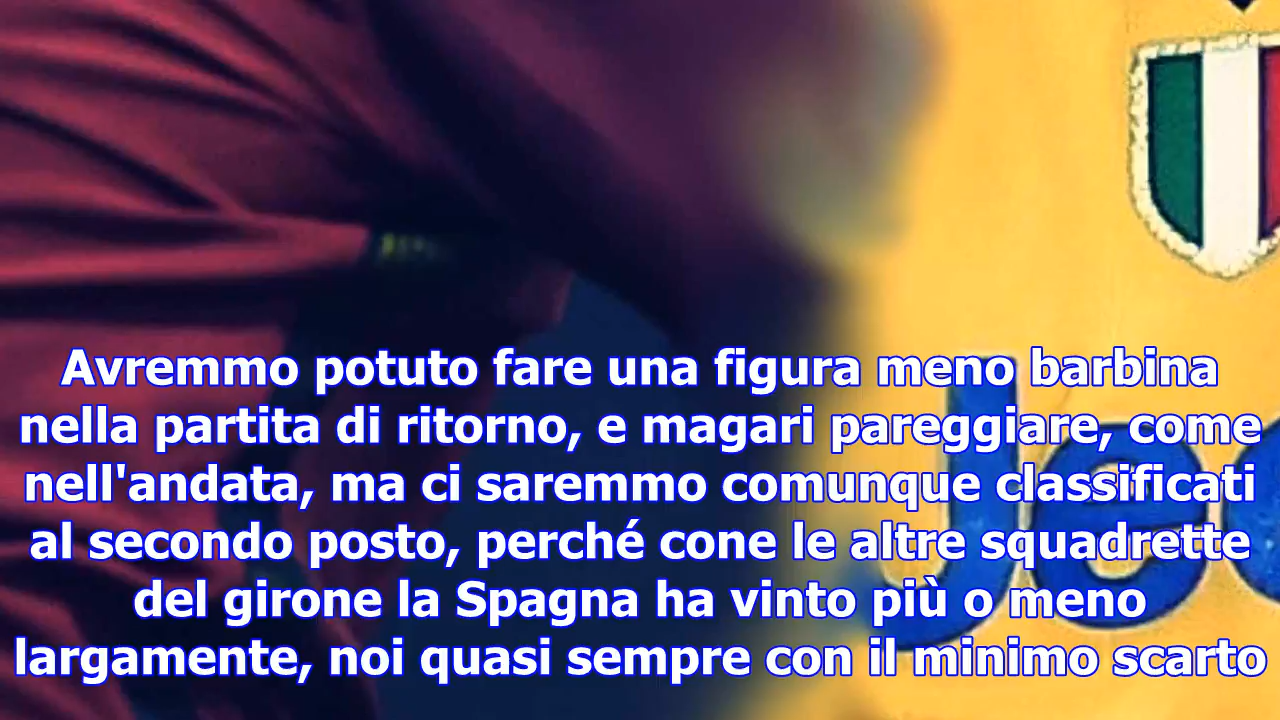 Avremmo potuto fare una figura meno barbina
nella partita di ritorno, e magari pareggiare, come
nell'andata, ma ci saremmo comunque classificati
al secondo posto, perché cone le altre squadrette
del girone la Spagna ha vinto più o meno
largamente, noi quasi sempre con il minimo scarto